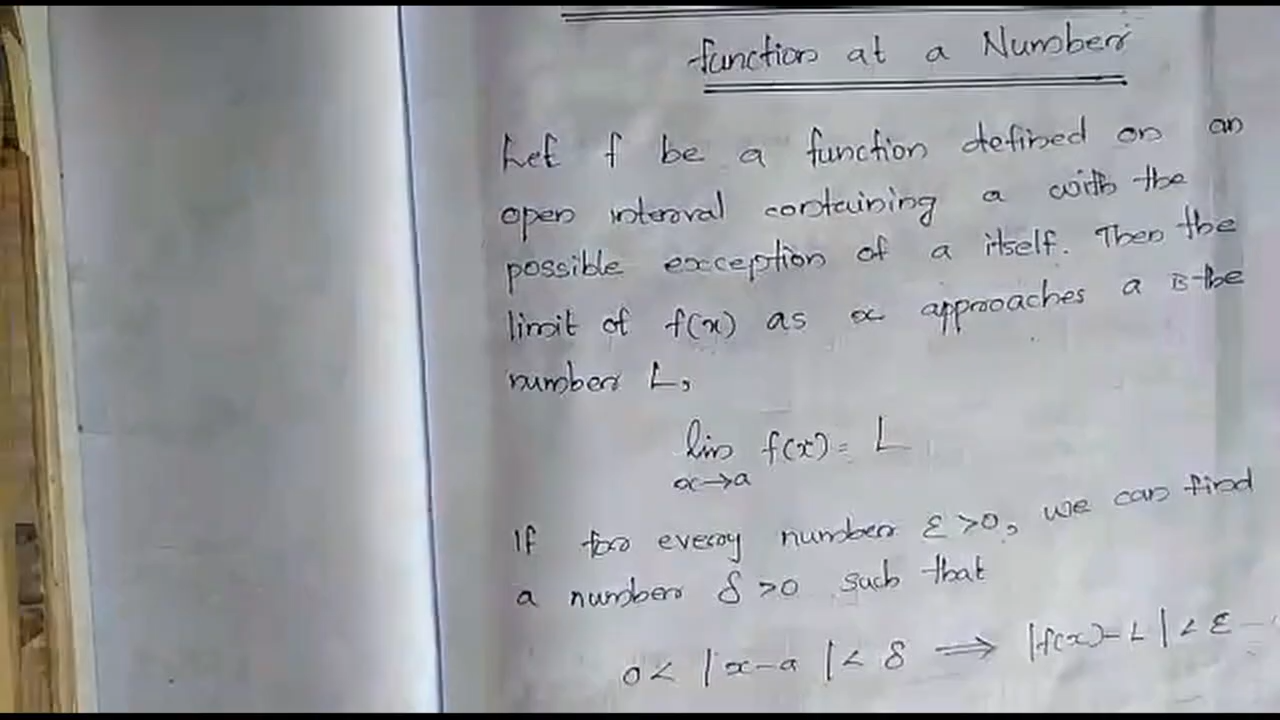 function at a Number
Let f be a function defined on an
open interval containing a with the
possible exception of a itself. Then the
limit of f(x) as x approaches a is the
number L,
lim f(x) = L
x→a
If for every number ε >0, we can find
a number δ >0 such that
0 < |x-a| < δ ⟹ |f(x)-L| < ε